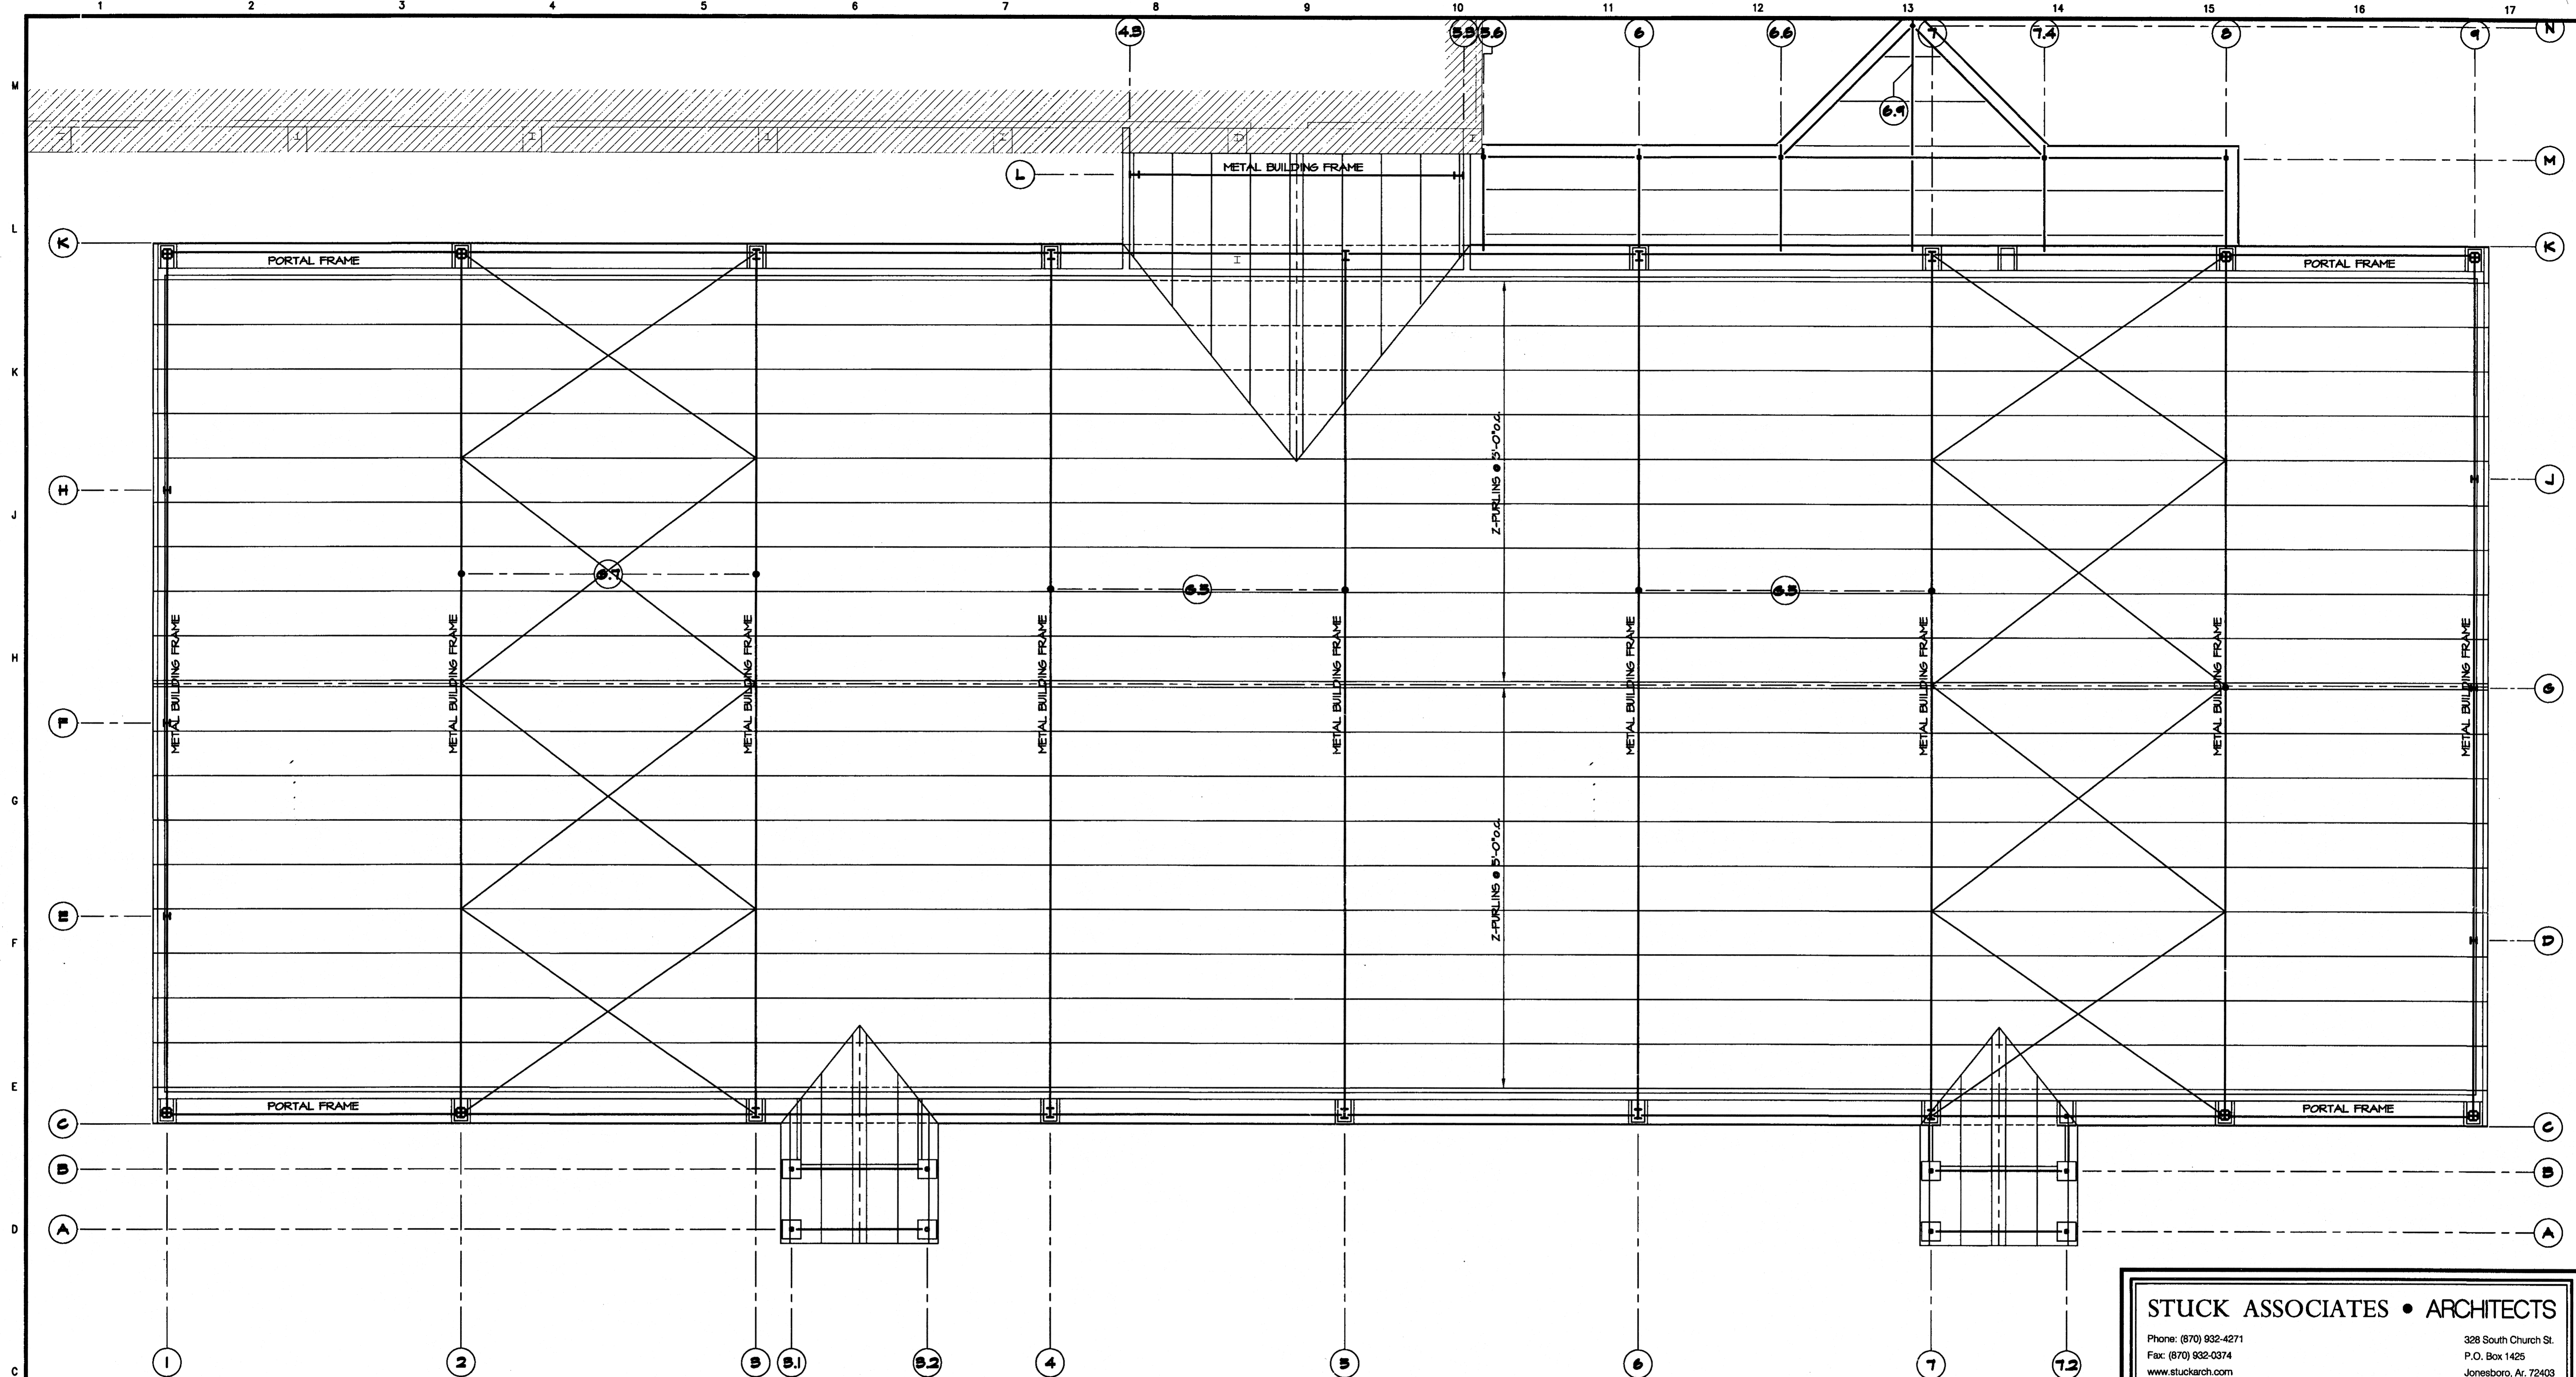 1 2 3 4 5 6 7 8 9 10 11 12 13 14 15 16 17
4.3 5.5 5.6 6 6.6 7 7.4 8 9 N
M
6.9
I I I I D I
METAL BUILDING FRAME
L M
L
K K
PORTAL FRAME
I
PORTAL FRAME
K
Z-PURLINS @ 5'-0"O.C.
H J
J
6.5 6.5
METAL BUILDING FRAME
METAL BUILDING FRAME
METAL BUILDING FRAME
METAL BUILDING FRAME
METAL BUILDING FRAME
METAL BUILDING FRAME
METAL BUILDING FRAME
METAL BUILDING FRAME
METAL BUILDING FRAME
H
G
F
G
Z-PURLINS @ 5'-0"O.C.
E
F D
E
PORTAL FRAME
PORTAL FRAME
C C
B B
D A A
STUCK ASSOCIATES • ARCHITECTS
Phone: (870) 932-4271 328 South Church St.
Fax: (870) 932-0374 P.O. Box 1425
www.stuckarch.com Jonesboro, Ar. 72403
1 2 3 3.1 3.2 4 5 6 7 7.2
C